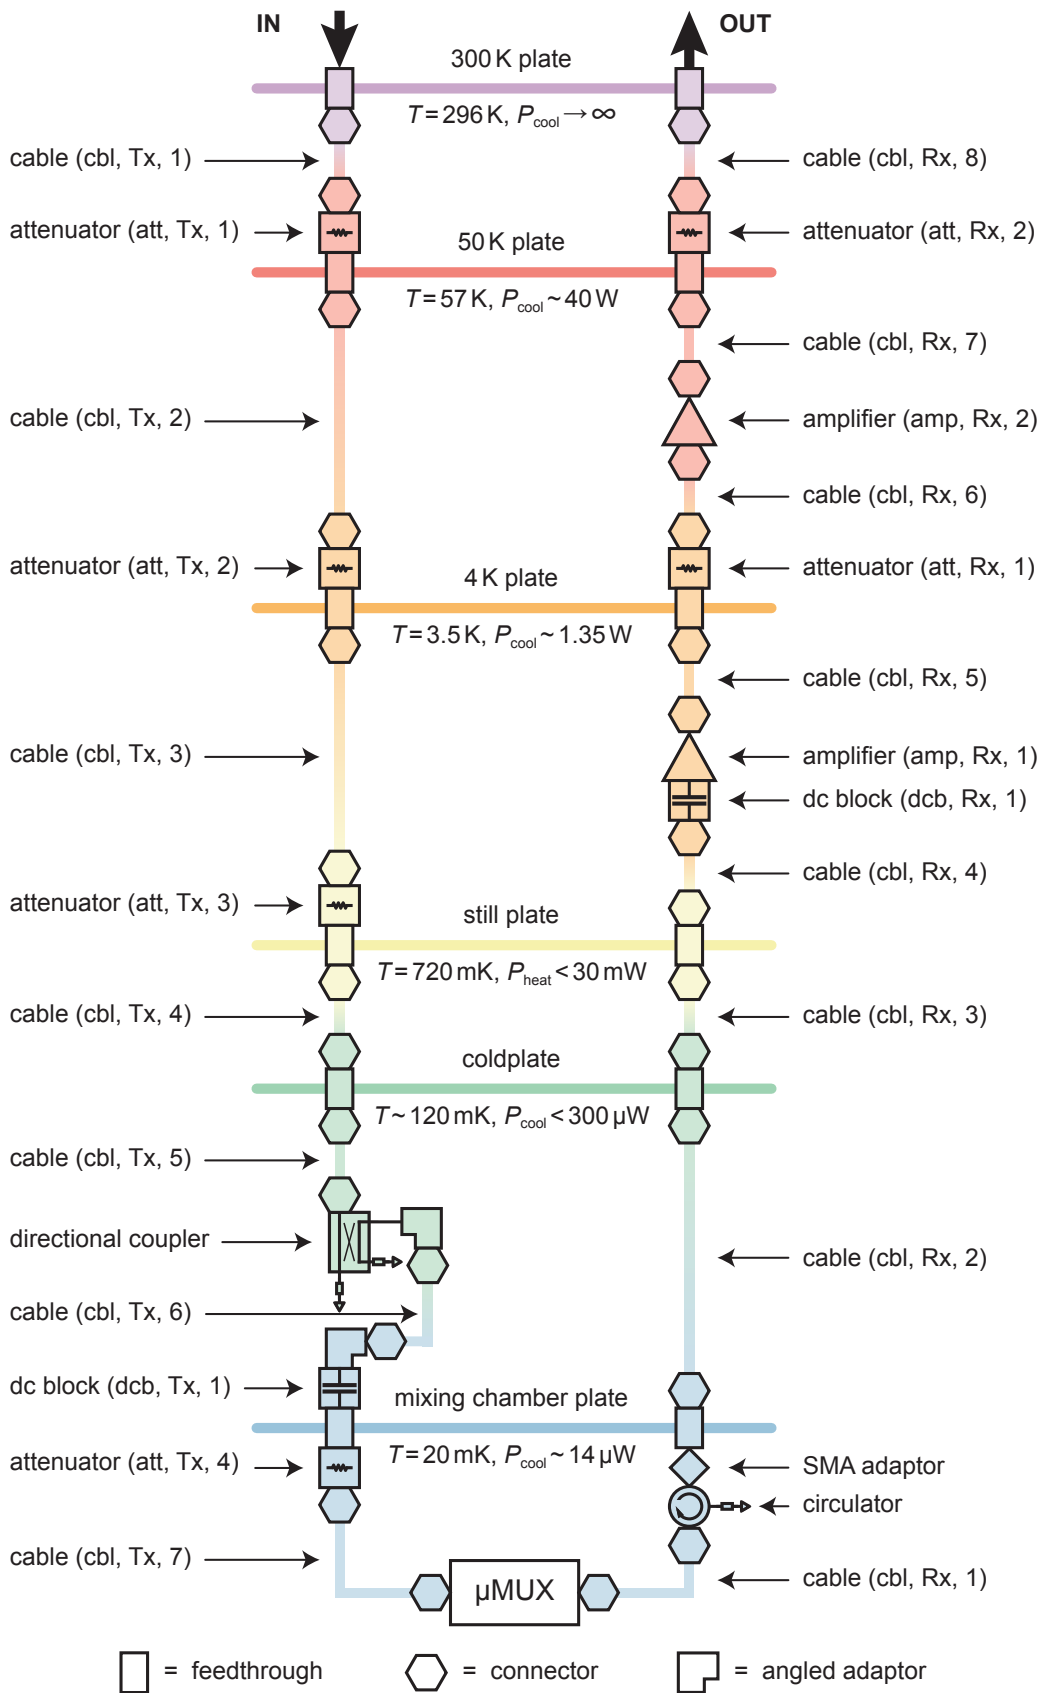 IN
OUT
300 K plate
T = 296 K, Pcool → ∞
cable (cbl, Tx, 1)
cable (cbl, Rx, 8)
attenuator (att, Tx, 1)
attenuator (att, Rx, 2)
50 K plate
T = 57 K, Pcool ~ 40 W
cable (cbl, Rx, 7)
cable (cbl, Tx, 2)
amplifier (amp, Rx, 2)
cable (cbl, Rx, 6)
attenuator (att, Tx, 2)
attenuator (att, Rx, 1)
4 K plate
T = 3.5 K, Pcool ~ 1.35 W
cable (cbl, Rx, 5)
cable (cbl, Tx, 3)
amplifier (amp, Rx, 1)
dc block (dcb, Rx, 1)
cable (cbl, Rx, 4)
attenuator (att, Tx, 3)
still plate
T = 720 mK, Pheat < 30 mW
cable (cbl, Tx, 4)
cable (cbl, Rx, 3)
coldplate
T ~ 120 mK, Pcool < 300 µW
cable (cbl, Tx, 5)
directional coupler
cable (cbl, Rx, 2)
cable (cbl, Tx, 6)
dc block (dcb, Tx, 1)
mixing chamber plate
T = 20 mK, Pcool ~ 14 µW
attenuator (att, Tx, 4)
SMA adaptor
circulator
cable (cbl, Tx, 7)
cable (cbl, Rx, 1)
µMUX
= feedthrough
= connector
= angled adaptor